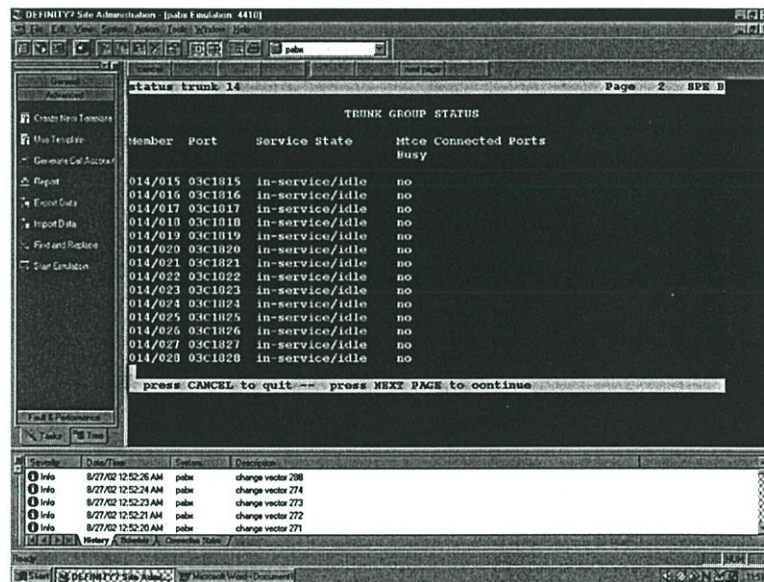 DEFINITY? Site Administration - [pabx Emulation: 4410]
File Edit View System Action Tools Window Help
pabx
Cancel
next page
General
Advanced
Create New Template
Use Template
Report
Export Data
Import Data
Find and Replace
Start Emulation
Fault & Performance
Tasks Tree
status trunk 14 Page 2 SPE B
TRUNK GROUP STATUS
Member Port Service State Mtce Connected Ports
Busy
014/015 03C1815 in-service/idle no
014/016 03C1816 in-service/idle no
014/017 03C1817 in-service/idle no
014/018 03C1818 in-service/idle no
014/019 03C1819 in-service/idle no
014/020 03C1820 in-service/idle no
014/021 03C1821 in-service/idle no
014/022 03C1822 in-service/idle no
014/023 03C1823 in-service/idle no
014/024 03C1824 in-service/idle no
014/025 03C1825 in-service/idle no
014/026 03C1826 in-service/idle no
014/027 03C1827 in-service/idle no
014/028 03C1828 in-service/idle no
press CANCEL to quit -- press NEXT PAGE to continue
Severity Date/Time System Description
Info 8/27/02 12:52:26 AM pabx change vector 288
Info 8/27/02 12:52:24 AM pabx change vector 274
Info 8/27/02 12:52:23 AM pabx change vector 273
Info 8/27/02 12:52:21 AM pabx change vector 272
Info 8/27/02 12:52:20 AM pabx change vector 271
History Schedule Connection Status
Ready
NUM
Start DEFINITY? Site Admi... Microsoft Word - Document1